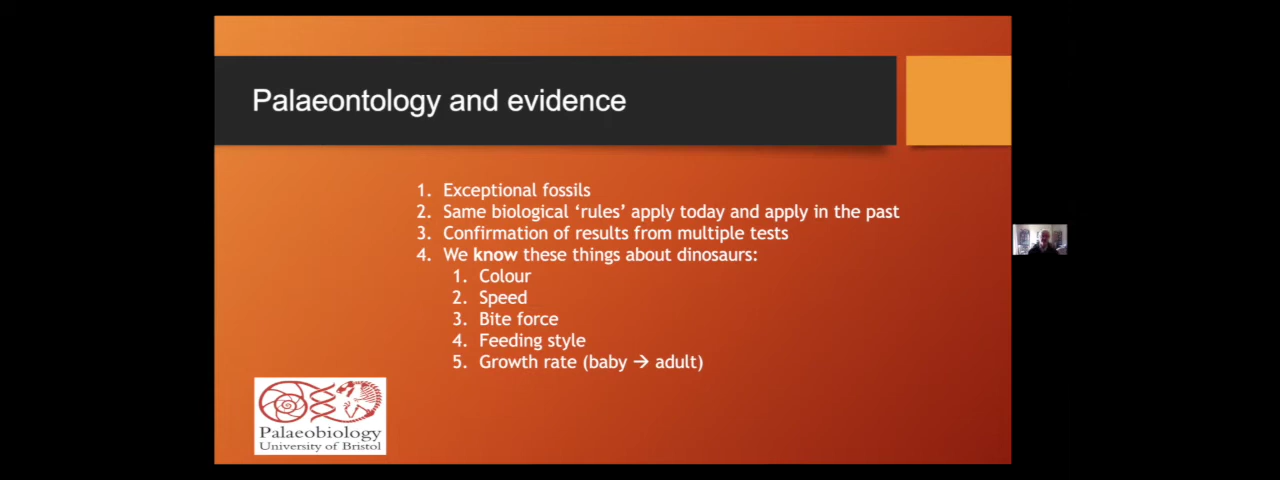 Palaeontology and evidence
1. Exceptional fossils
2. Same biological ‘rules’ apply today and apply in the past
3. Confirmation of results from multiple tests
4. We know these things about dinosaurs:
1. Colour
2. Speed
3. Bite force
4. Feeding style
5. Growth rate (baby → adult)
Palaeobiology
University of Bristol